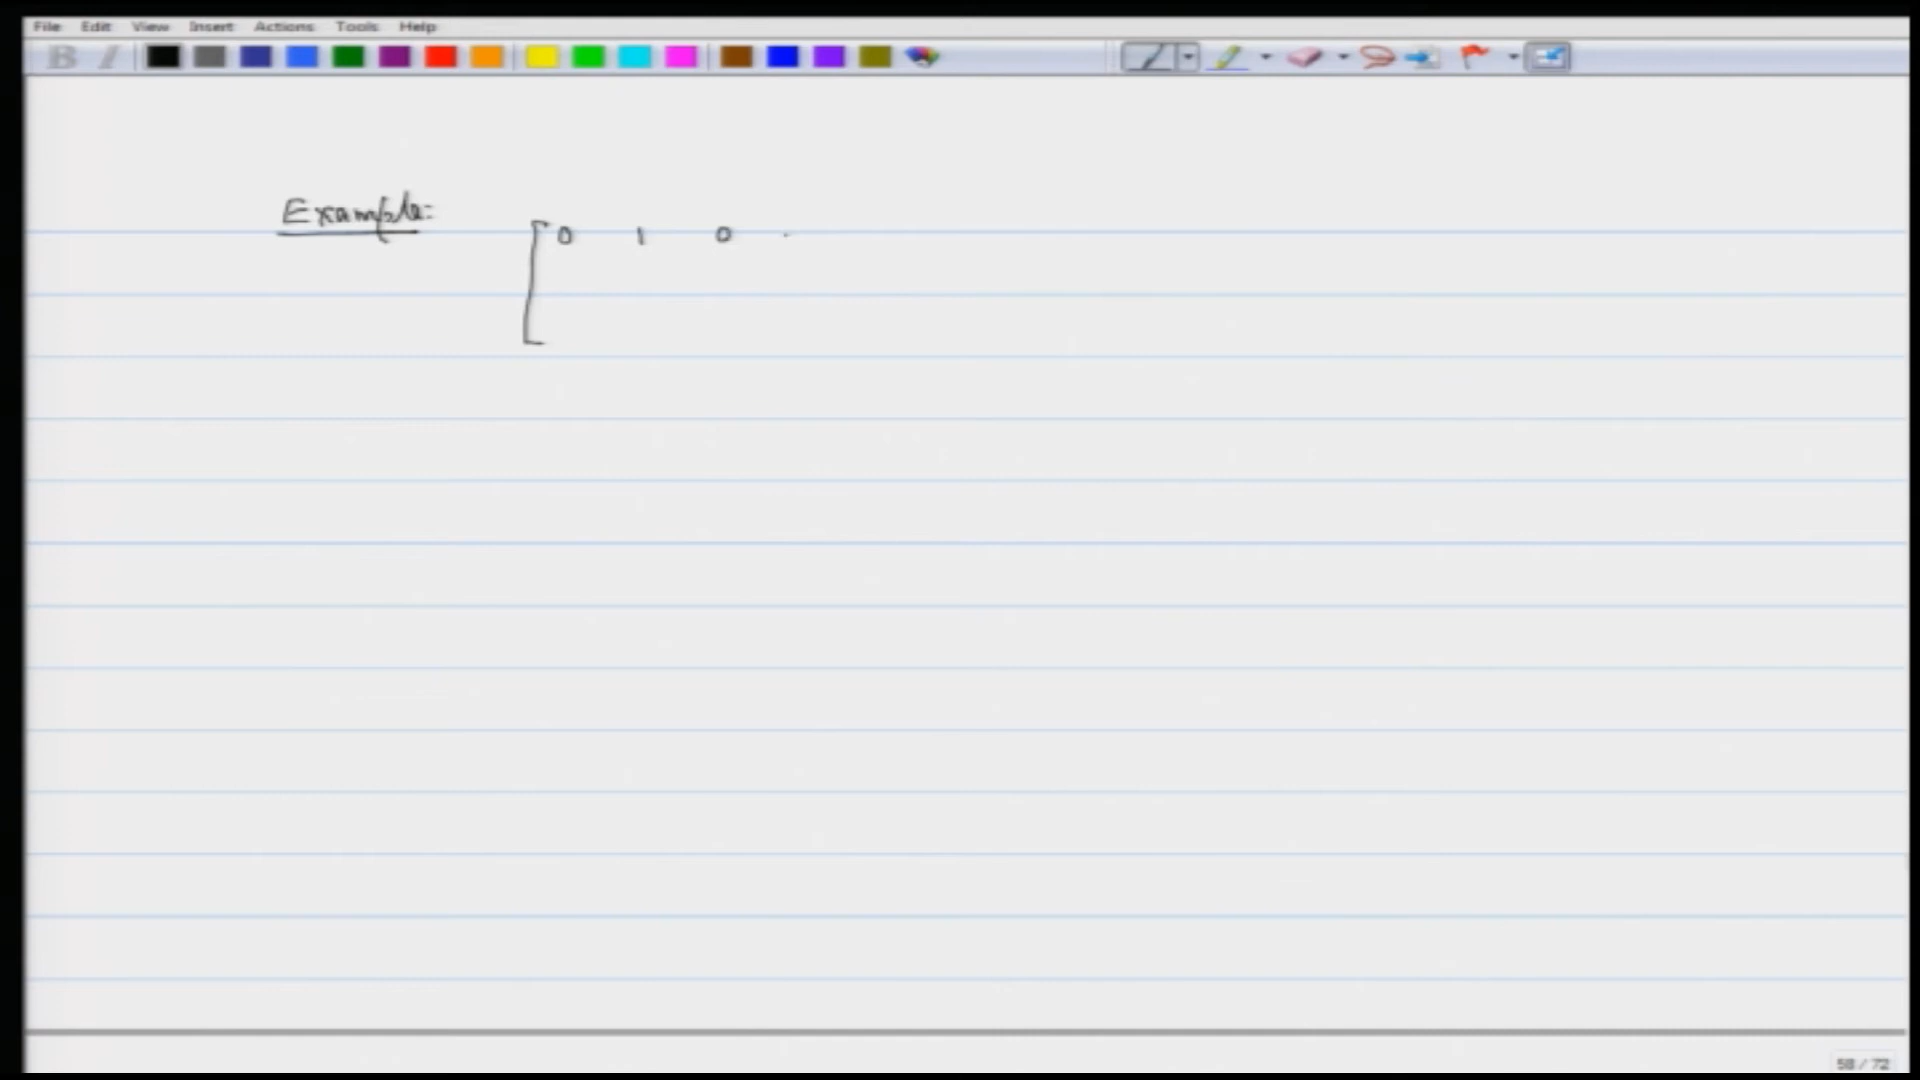 File Edit View Insert Actions Tools Help
B I
Example:
[ 0 1 0
58 / 72